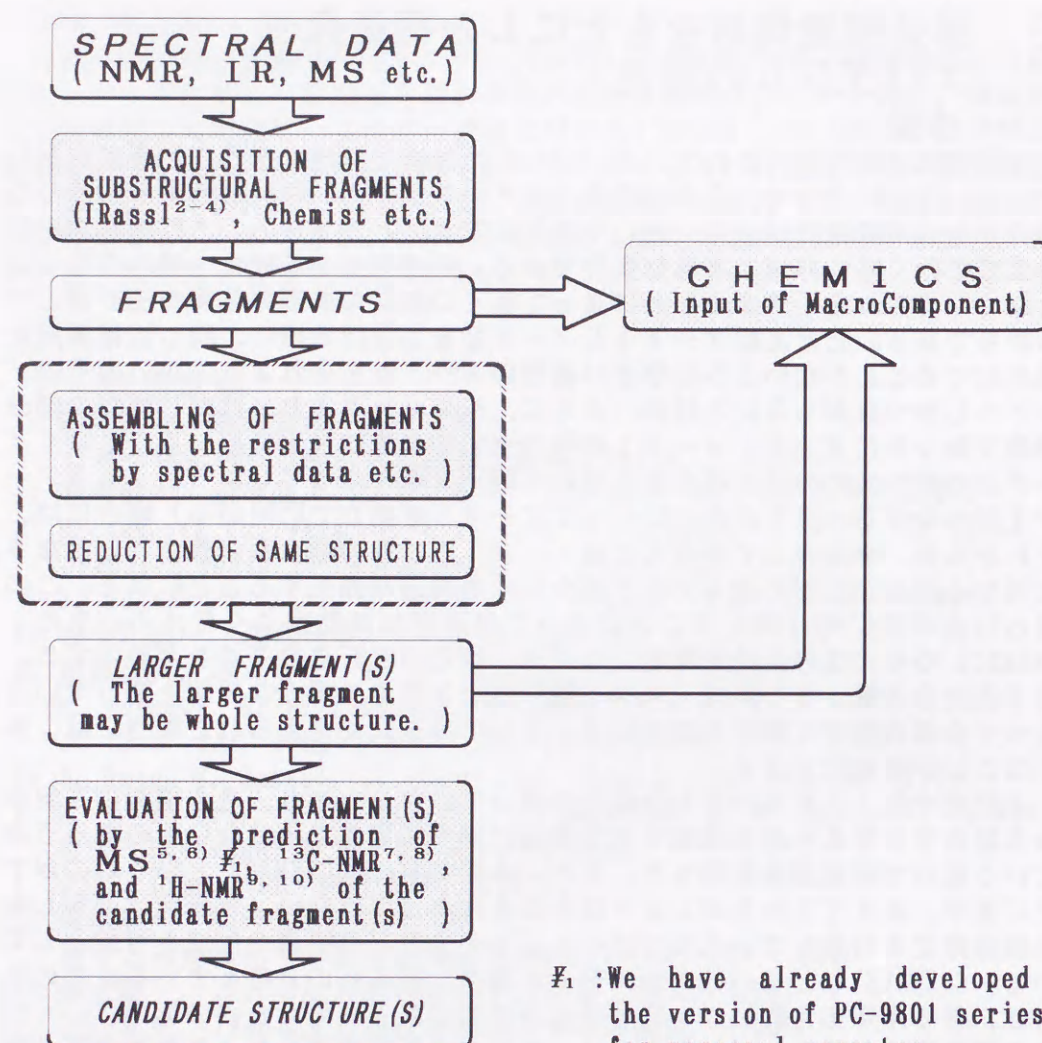 SPECTRAL DATA
( NMR, IR, MS etc.)
ACQUISITION OF
SUBSTRUCTURAL FRAGMENTS
(IRassl²⁻⁴⁾, Chemist etc.)
FRAGMENTS
CHEMICS
( Input of MacroComponent)
ASSEMBLING OF FRAGMENTS
( With the restrictions
by spectral data etc. )
REDUCTION OF SAME STRUCTURE
LARGER FRAGMENT(S)
( The larger fragment
may be whole structure. )
EVALUATION OF FRAGMENT(S)
( by the prediction of
MS⁵,⁶⁾ ¥₁, ¹³C-NMR⁷,⁸⁾,
and ¹H-NMR⁹,¹⁰⁾ of the
candidate fragment(s) )
CANDIDATE STRUCTURE(S)
¥₁ :We have already developed
the version of PC-9801 series